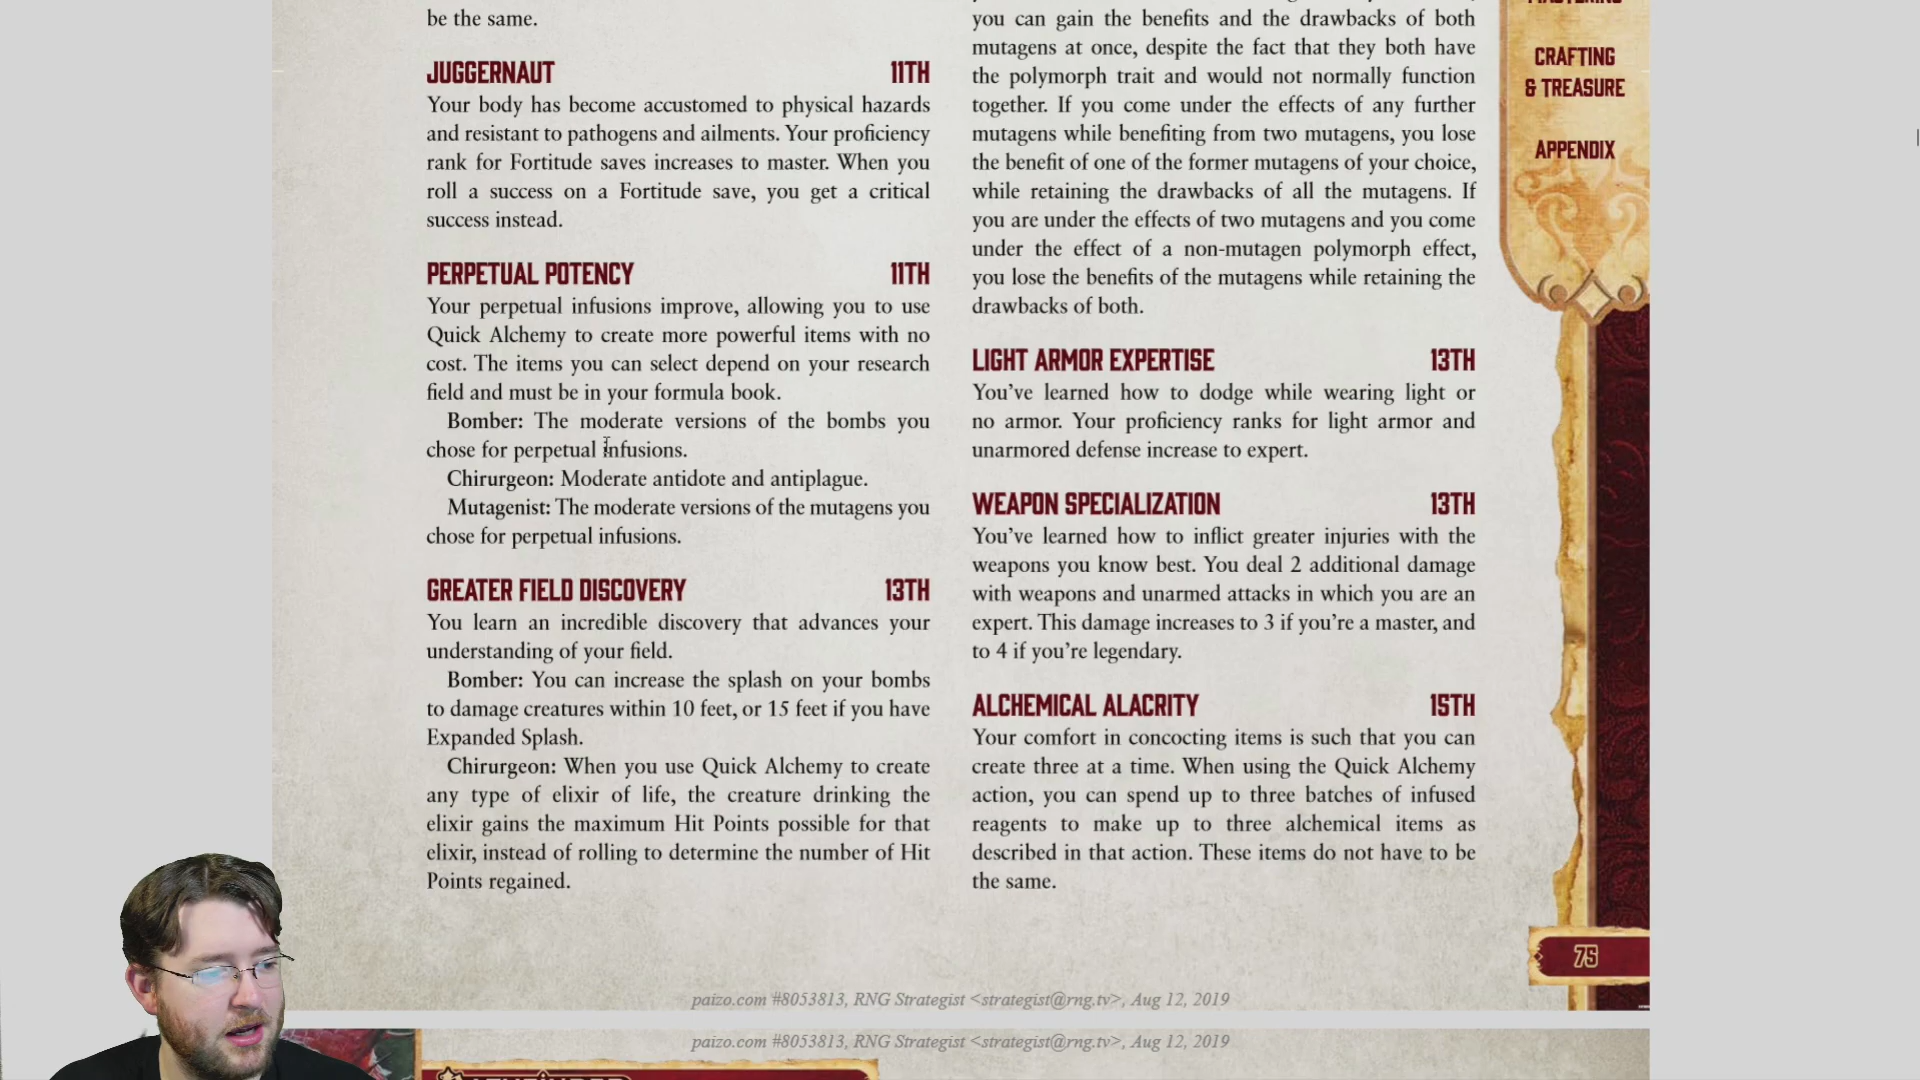 be the same.
JUGGERNAUT 11TH
Your body has become accustomed to physical hazards
and resistant to pathogens and ailments. Your proficiency
rank for Fortitude saves increases to master. When you
roll a success on a Fortitude save, you get a critical
success instead.
PERPETUAL POTENCY 11TH
Your perpetual infusions improve, allowing you to use
Quick Alchemy to create more powerful items with no
cost. The items you can select depend on your research
field and must be in your formula book.
Bomber: The moderate versions of the bombs you
chose for perpetual infusions.
Chirurgeon: Moderate antidote and antiplague.
Mutagenist: The moderate versions of the mutagens you
chose for perpetual infusions.
GREATER FIELD DISCOVERY 13TH
You learn an incredible discovery that advances your
understanding of your field.
Bomber: You can increase the splash on your bombs
to damage creatures within 10 feet, or 15 feet if you have
Expanded Splash.
Chirurgeon: When you use Quick Alchemy to create
any type of elixir of life, the creature drinking the
elixir gains the maximum Hit Points possible for that
elixir, instead of rolling to determine the number of Hit
Points regained.
you can gain the benefits and the drawbacks of both
mutagens at once, despite the fact that they both have
the polymorph trait and would not normally function
together. If you come under the effects of any further
mutagens while benefiting from two mutagens, you lose
the benefit of one of the former mutagens of your choice,
while retaining the drawbacks of all the mutagens. If
you are under the effects of two mutagens and you come
under the effect of a non-mutagen polymorph effect,
you lose the benefits of the mutagens while retaining the
drawbacks of both.
LIGHT ARMOR EXPERTISE 13TH
You've learned how to dodge while wearing light or
no armor. Your proficiency ranks for light armor and
unarmored defense increase to expert.
WEAPON SPECIALIZATION 13TH
You've learned how to inflict greater injuries with the
weapons you know best. You deal 2 additional damage
with weapons and unarmed attacks in which you are an
expert. This damage increases to 3 if you're a master, and
to 4 if you're legendary.
ALCHEMICAL ALACRITY 15TH
Your comfort in concocting items is such that you can
create three at a time. When using the Quick Alchemy
action, you can spend up to three batches of infused
reagents to make up to three alchemical items as
described in that action. These items do not have to be
the same.
CRAFTING
& TREASURE
APPENDIX
75
paizo.com #8053813, RNG Strategist <strategist@rng.tv>, Aug 12, 2019
paizo.com #8053813, RNG Strategist <strategist@rng.tv>, Aug 12, 2019